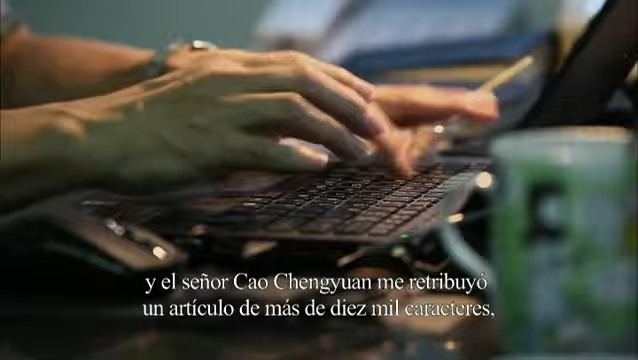 y el señor Cao Chengyuan me retribuyó
un artículo de más de diez mil caracteres,